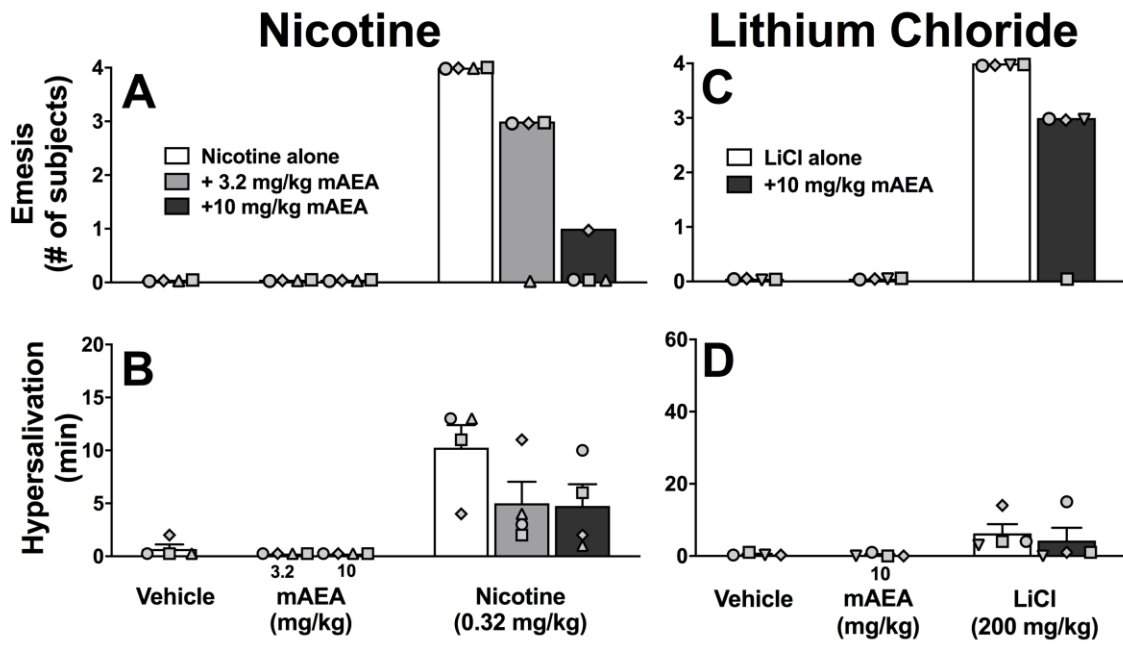 Nicotine
Lithium Chloride
A
Emesis
(# of subjects)
4
3
2
1
0
Nicotine alone
+ 3.2 mg/kg mAEA
+10 mg/kg mAEA
C
4
3
2
1
0
LiCl alone
+10 mg/kg mAEA
B
Hypersalivation
(min)
20
15
10
5
0
3.2
10
Vehicle
mAEA
(mg/kg)
Nicotine
(0.32 mg/kg)
D
60
40
20
0
10
Vehicle
mAEA
(mg/kg)
LiCl
(200 mg/kg)